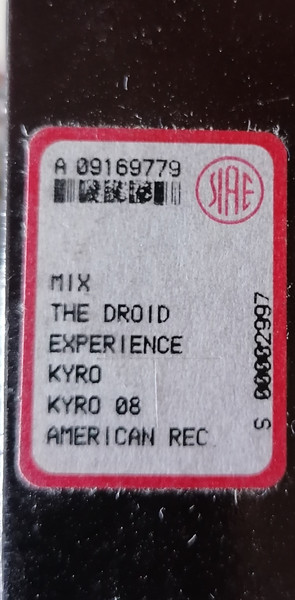 A 09169779
SIAE
MIX
THE DROID
EXPERIENCE
KYRO
KYRO 08
AMERICAN REC
S 00002997